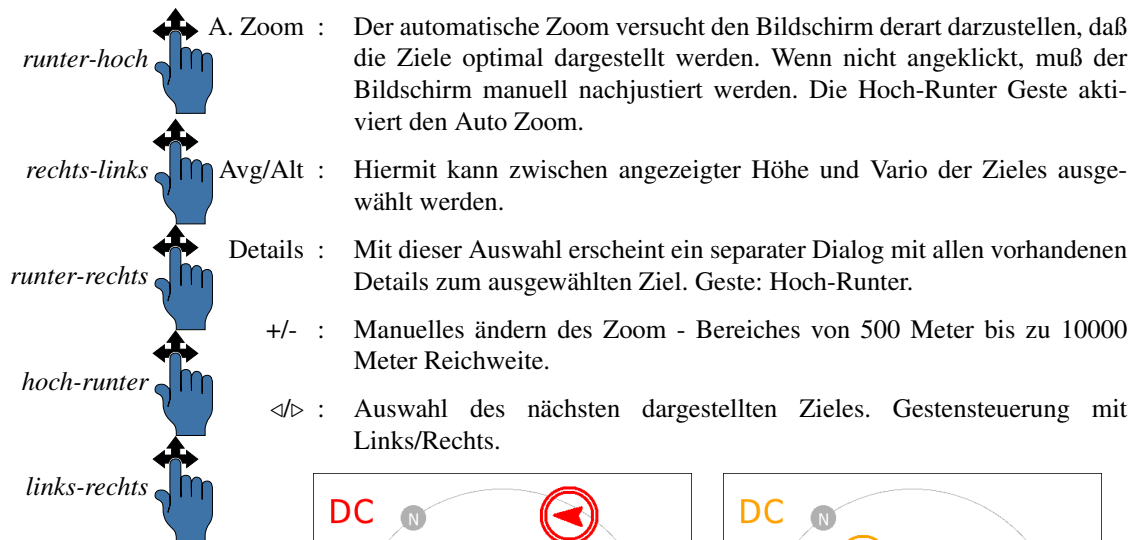 runter-hoch
A. Zoom : Der automatische Zoom versucht den Bildschirm derart darzustellen, daß
die Ziele optimal dargestellt werden. Wenn nicht angeklickt, muß der
Bildschirm manuell nachjustiert werden. Die Hoch-Runter Geste akti-
viert den Auto Zoom.
rechts-links
Avg/Alt : Hiermit kann zwischen angezeigter Höhe und Vario der Zieles ausge-
wählt werden.
runter-rechts
Details : Mit dieser Auswahl erscheint ein separater Dialog mit allen vorhandenen
Details zum ausgewählten Ziel. Geste: Hoch-Runter.
hoch-runter
+/- : Manuelles ändern des Zoom - Bereiches von 500 Meter bis zu 10000
Meter Reichweite.
links-rechts
◁/▷ : Auswahl des nächsten dargestellten Zieles. Gestensteuerung mit
Links/Rechts.
DC N
DC N